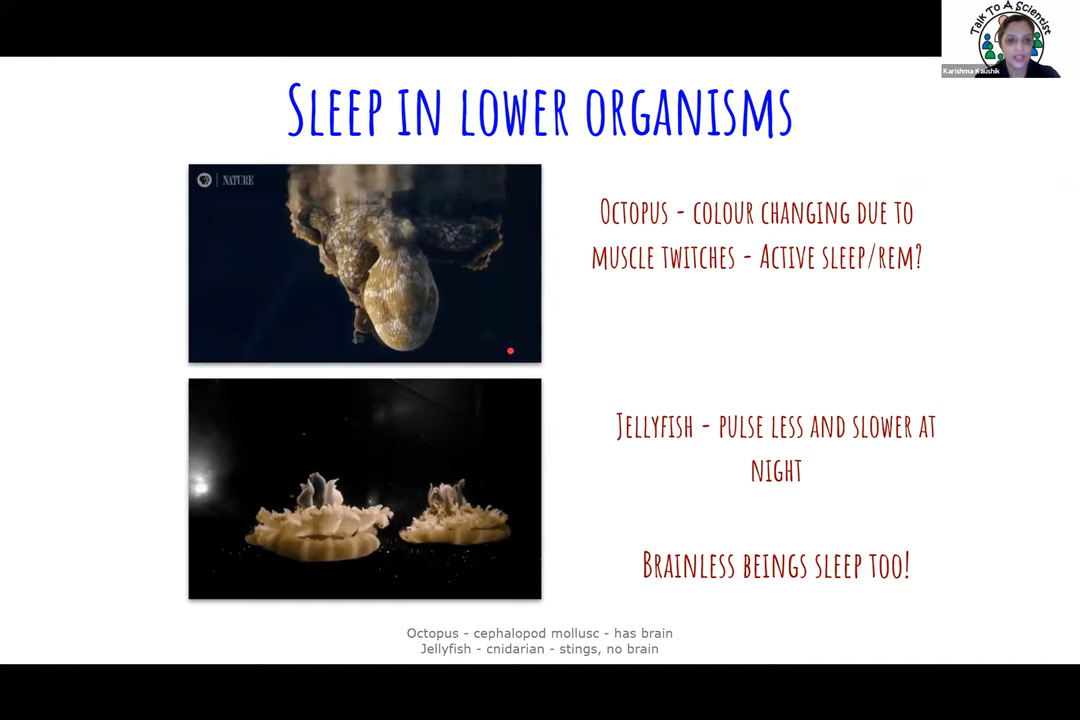 Talk To A Scientist
Karishma Kaushik
SLEEP IN LOWER ORGANISMS
NATURE
OCTOPUS - COLOUR CHANGING DUE TO
MUSCLE TWITCHES - ACTIVE SLEEP/REM?
JELLYFISH - PULSE LESS AND SLOWER AT
NIGHT
BRAINLESS BEINGS SLEEP TOO!
Octopus - cephalopod mollusc - has brain
Jellyfish - cnidarian - stings, no brain